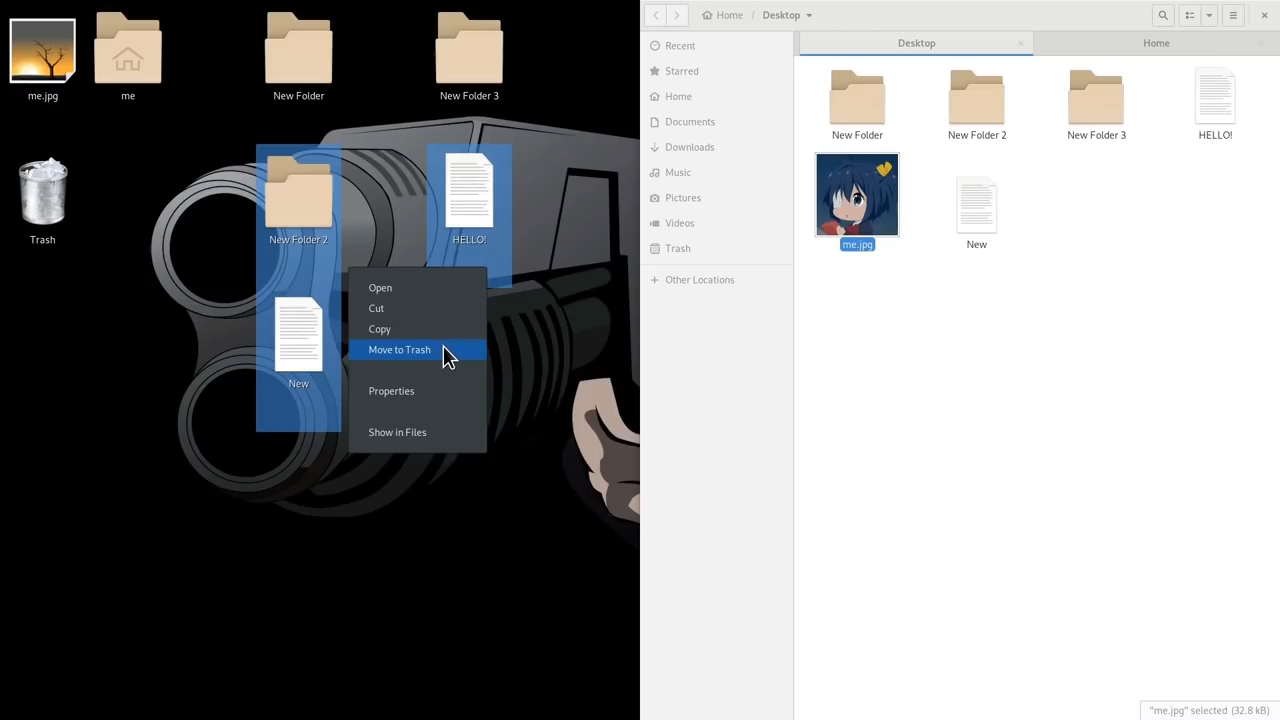 me.jpg
me
New Folder
New Folder 3
Trash
New Folder 2
HELLO!
New
Open
Cut
Copy
Move to Trash
Properties
Show in Files
Home
Desktop
Recent
Starred
Home
Documents
Downloads
Music
Pictures
Videos
Trash
Other Locations
Desktop
Home
New Folder
New Folder 2
New Folder 3
HELLO!
me.jpg
New
"me.jpg" selected (32.8 kB)